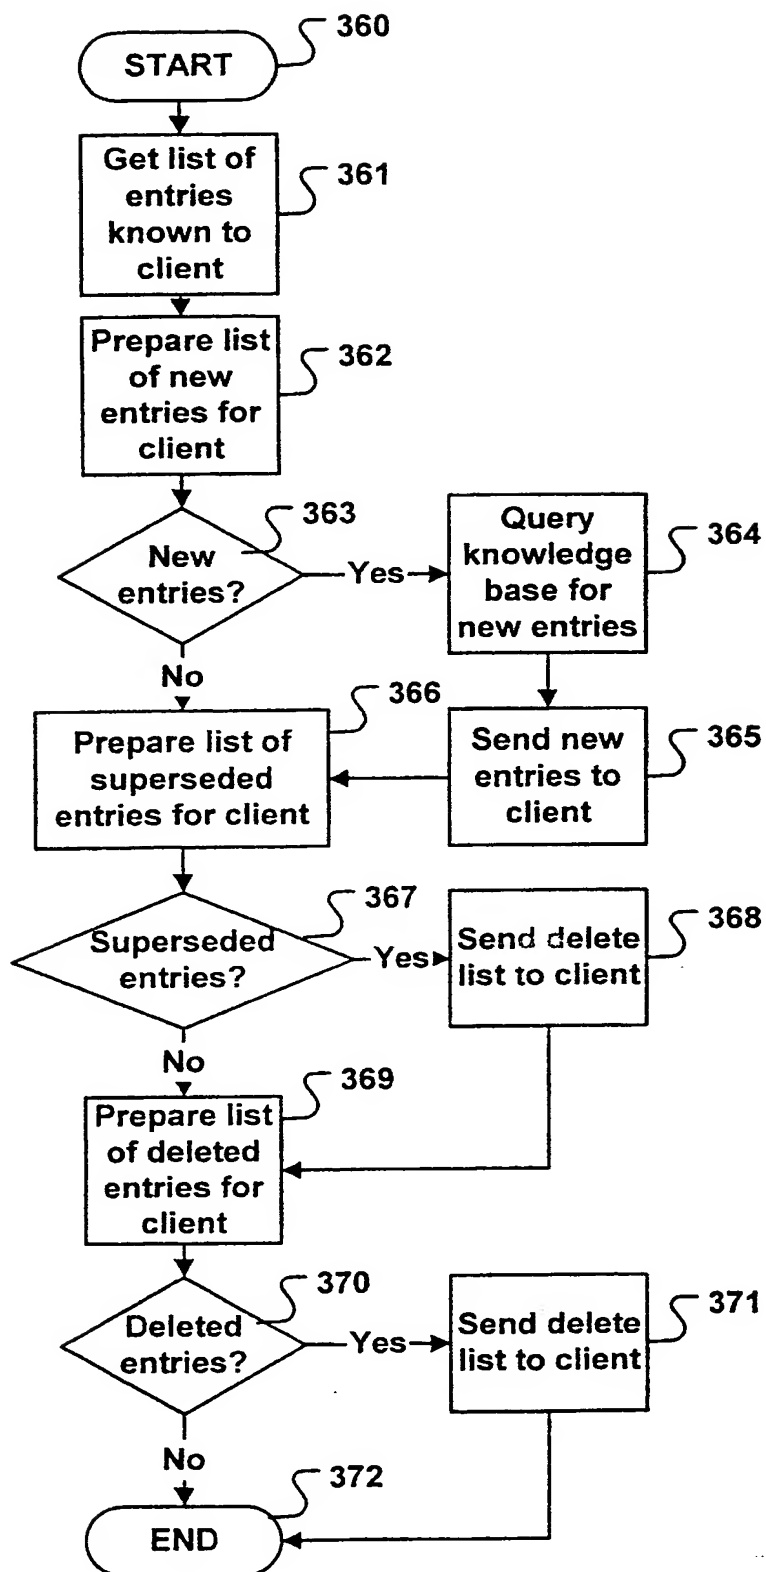 360
START
Get list of
entries
known to
client
361
Prepare list
of new
entries for
client
362
363
New
entries?
Yes
No
Query
knowledge
base for
new entries
364
366
Prepare list of
superseded
entries for client
Send new
entries to
client
365
367
Superseded
entries?
Yes
No
Send delete
list to client
368
369
Prepare list
of deleted
entries for
client
370
Deleted
entries?
Yes
No
Send delete
list to client
371
372
END